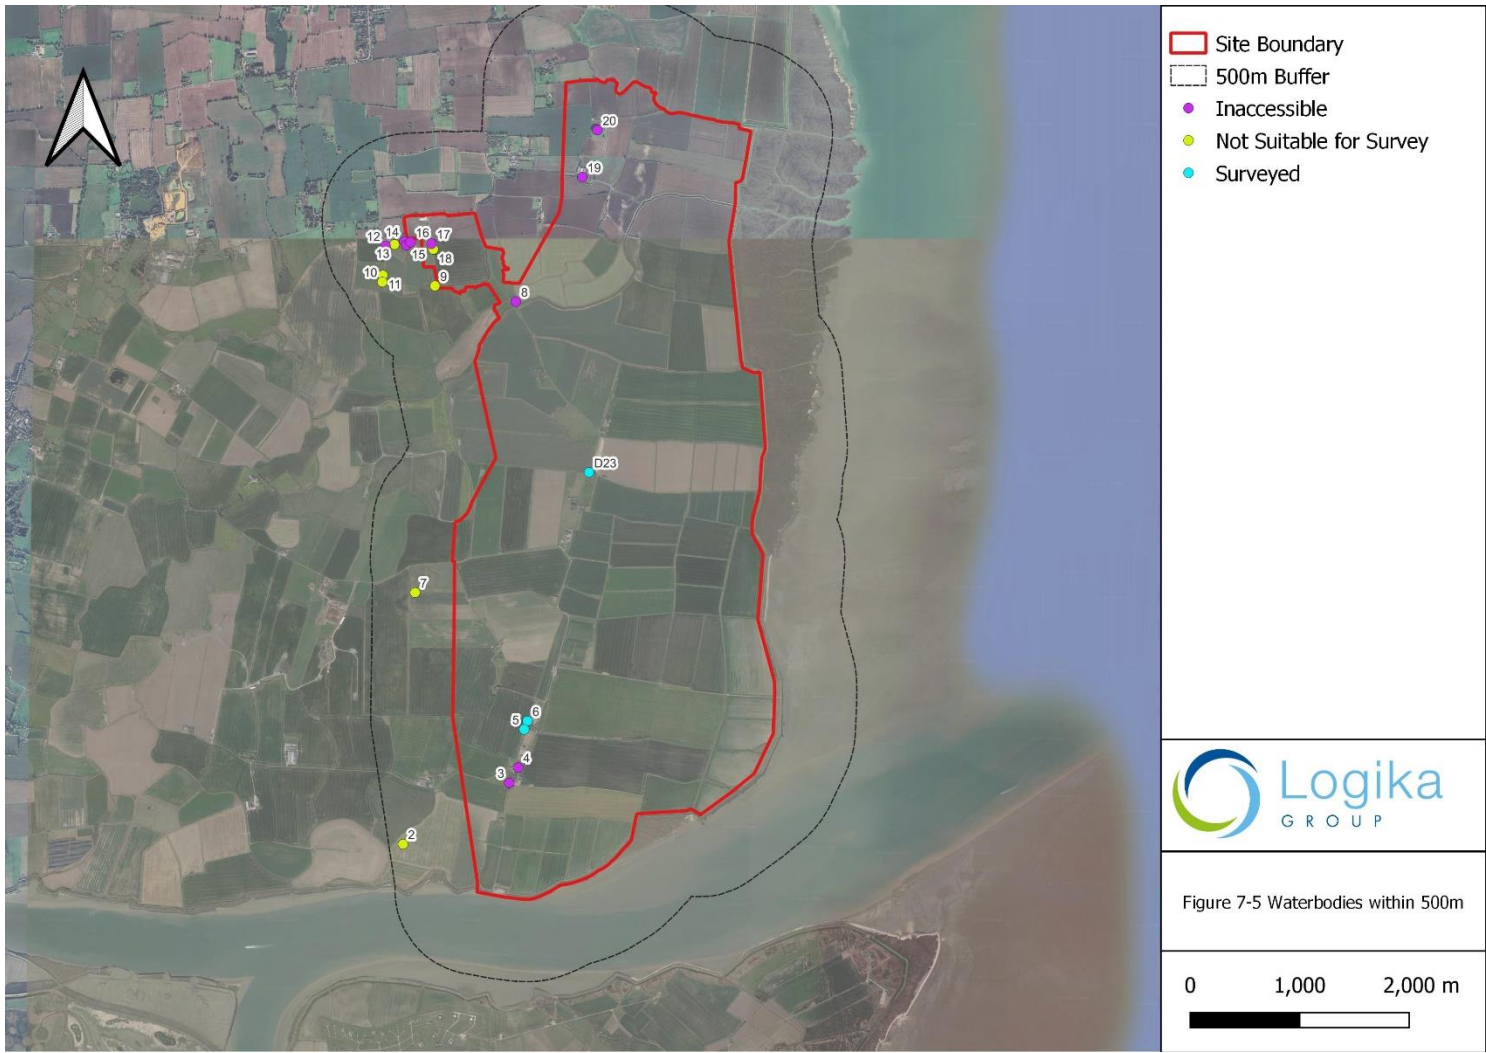 Site Boundary
500m Buffer
Inaccessible
Not Suitable for Survey
Surveyed
20
19
12
14
16
17
13
15
18
10
11
9
8
D23
7
6
5
4
3
2
Logika
GROUP
Figure 7-5 Waterbodies within 500m
0 1,000 2,000 m